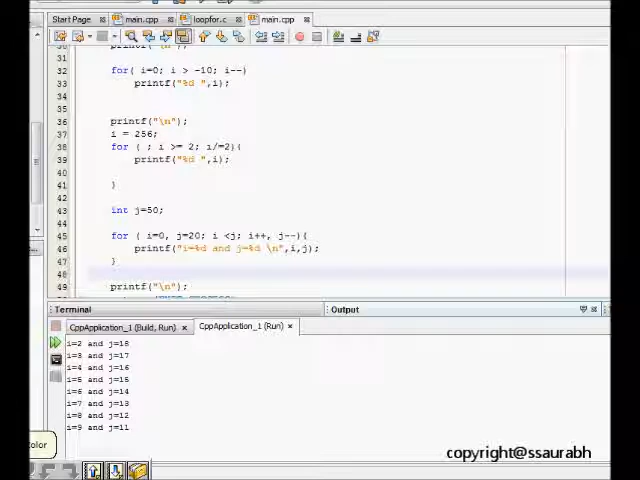 Start Page main.cpp loopfor.c main.cpp
30 printf("\n");
31
32 for( i=0; i > -10; i--)
33 printf("%d ",i);
34
35
36 printf("\n");
37 i = 256;
38 for ( ; i >= 2; i/=2){
39 printf("%d ",i);
40
41 }
42
43 int j=50;
44
45 for ( i=0, j=20; i <j; i++, j--){
46 printf("i=%d and j=%d \n",i,j);
47 }
48
49 printf("\n");
Terminal Output
CppApplication_1 (Build, Run) CppApplication_1 (Run)
i=2 and j=18
i=3 and j=17
i=4 and j=16
i=5 and j=15
i=6 and j=14
i=7 and j=13
i=8 and j=12
i=9 and j=11
olor
copyright@ssaurabh